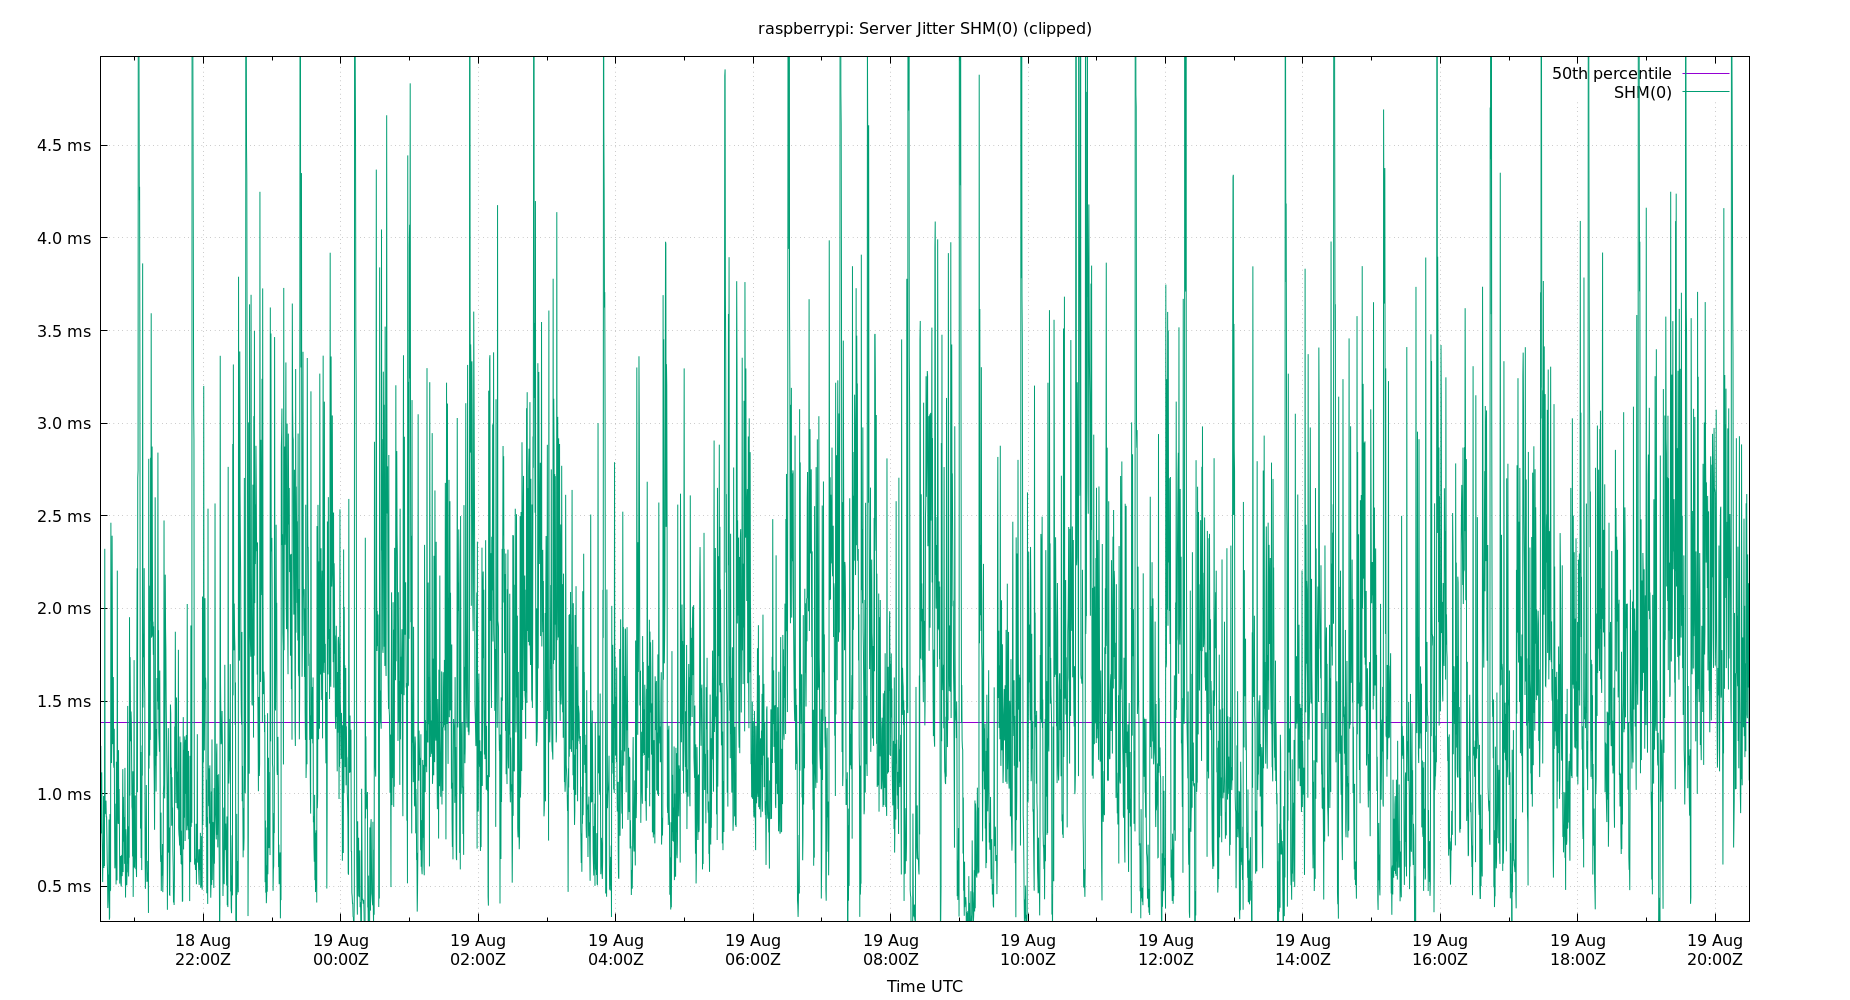 raspberrypi: Server Jitter SHM(0) (clipped)
50th percentile
SHM(0)
4.5 ms
4.0 ms
3.5 ms
3.0 ms
2.5 ms
2.0 ms
1.5 ms
1.0 ms
0.5 ms
18 Aug 19 Aug 19 Aug 19 Aug 19 Aug 19 Aug 19 Aug 19 Aug 19 Aug 19 Aug 19 Aug 19 Aug
22:00Z 00:00Z 02:00Z 04:00Z 06:00Z 08:00Z 10:00Z 12:00Z 14:00Z 16:00Z 18:00Z 20:00Z
Time UTC